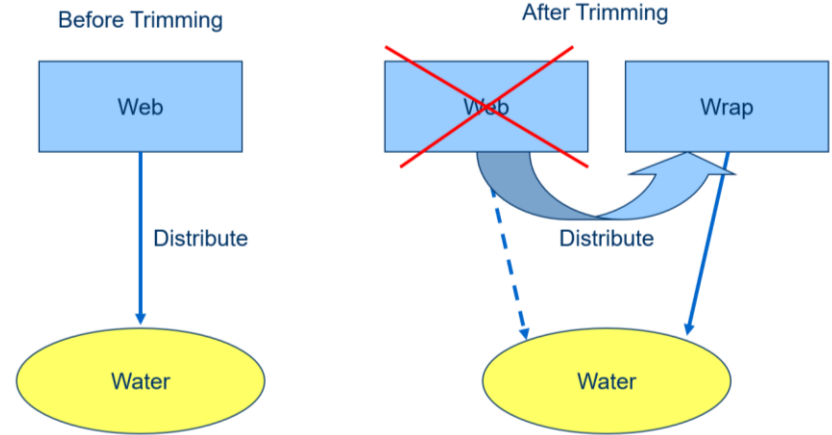 Before Trimming
Web
Distribute
Water
After Trimming
Web
Wrap
Distribute
Water